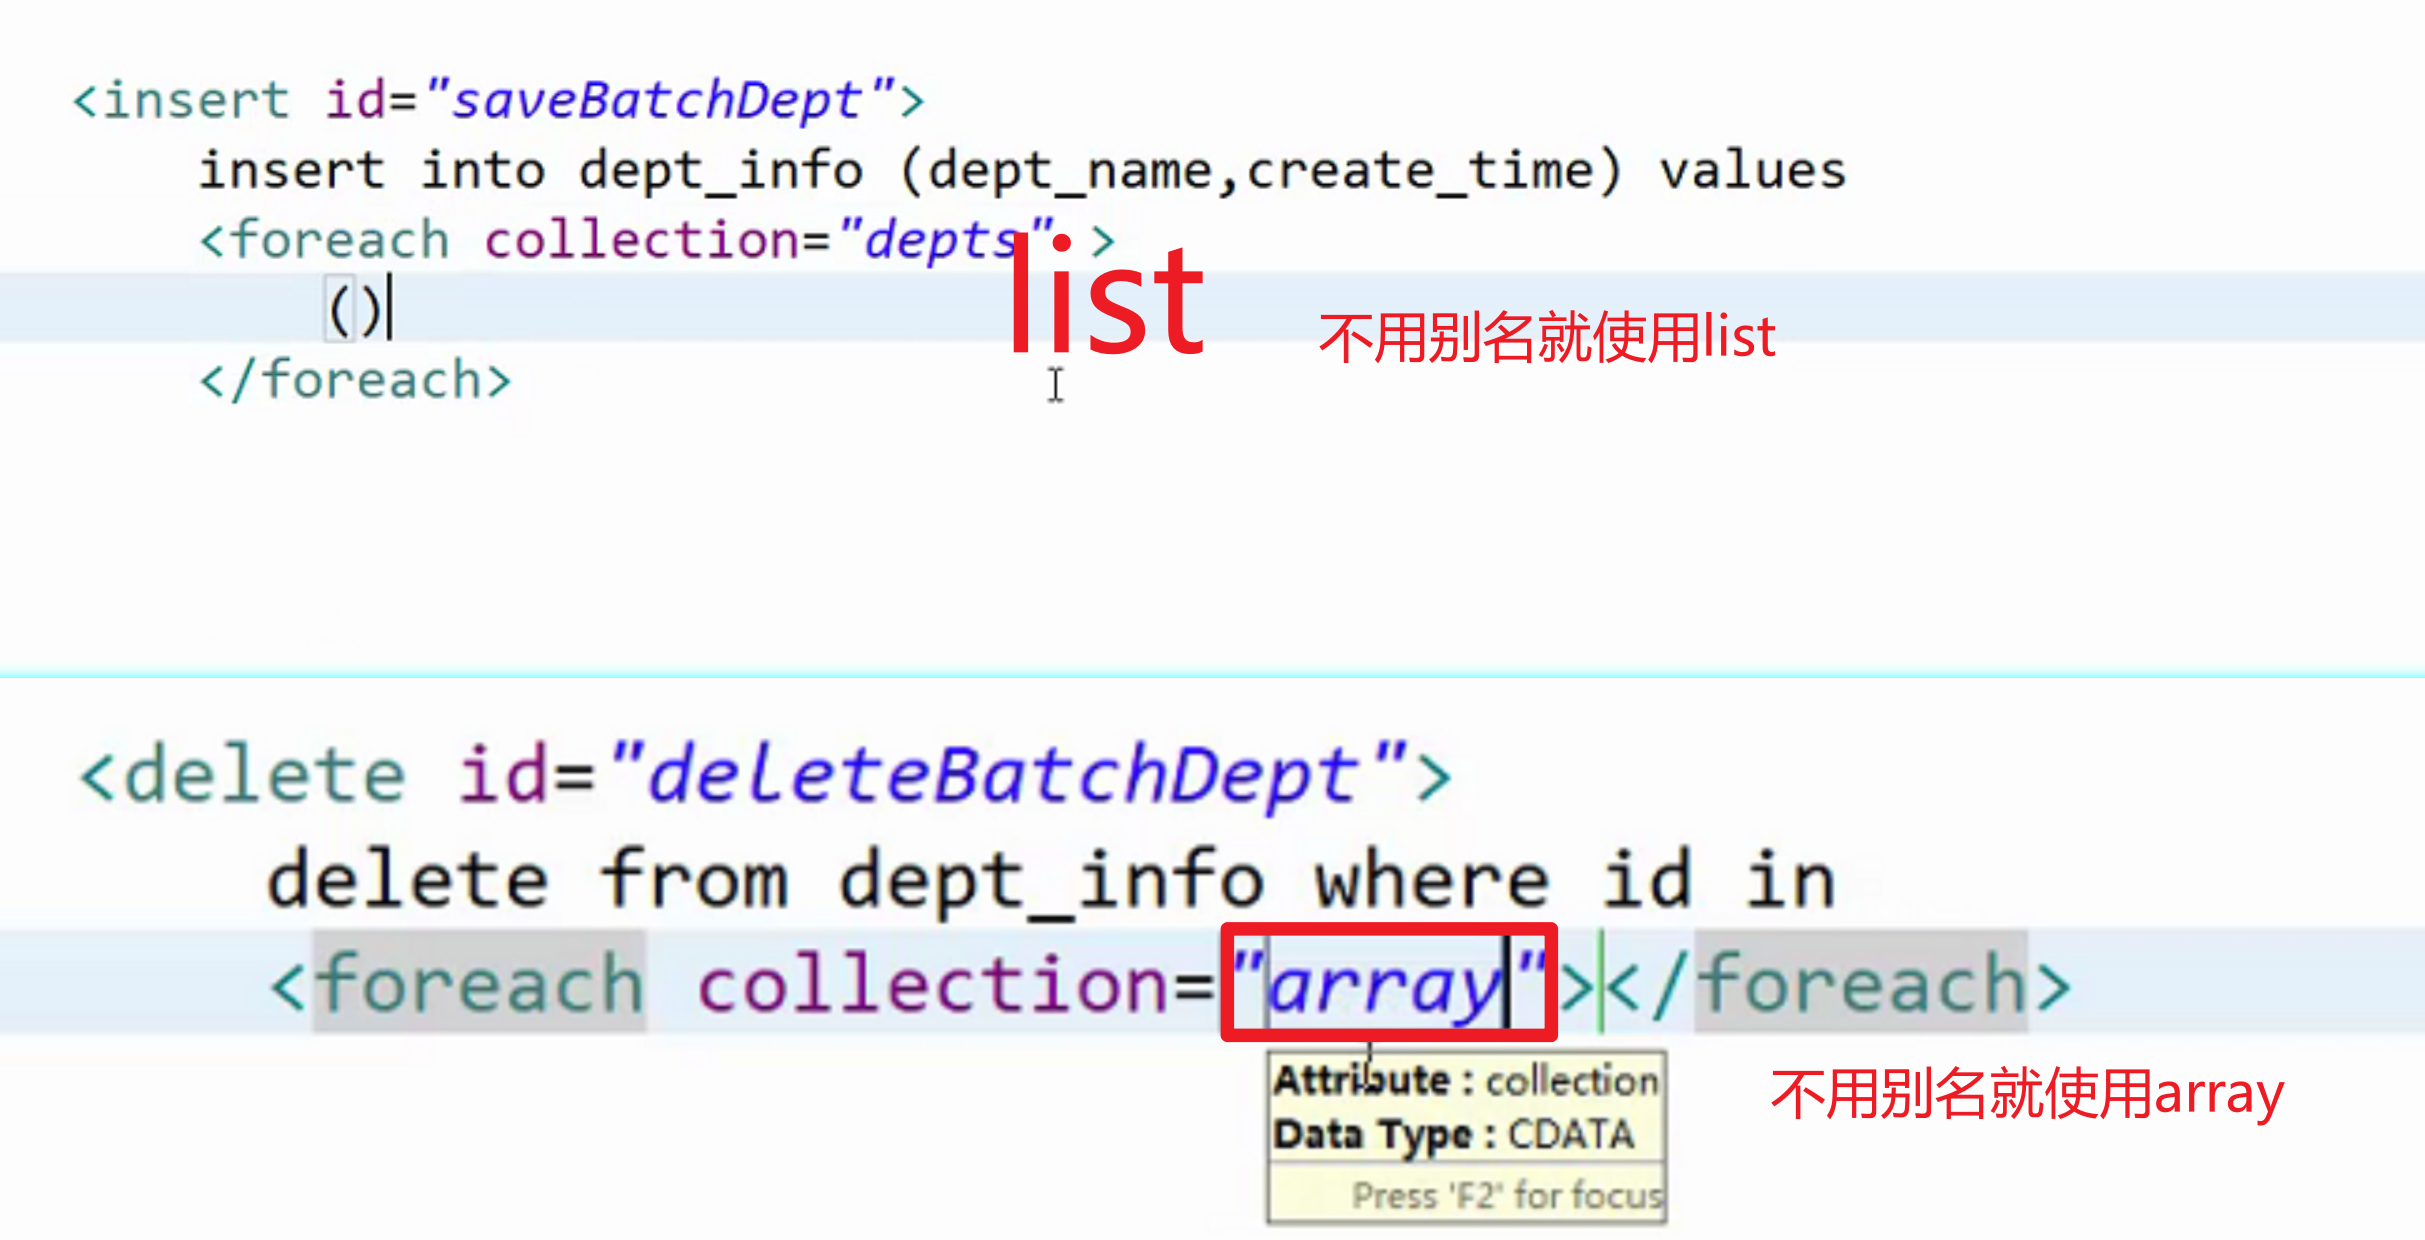 <insert id="saveBatchDept">
insert into dept_info (dept_name,create_time) values
<foreach collection="depts" >
list
()
不用别名就使用list
</foreach>
<delete id="deleteBatchDept">
delete from dept_info where id in
<foreach collection="array"></foreach>
Attribute : collection
不用别名就使用array
Data Type : CDATA
Press 'F2' for focus